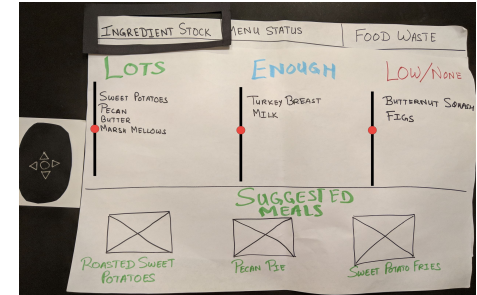 INGREDIENT STOCK
MENU STATUS
FOOD WASTE
LOTS
ENOUGH
LOW/NONE
SWEET POTATOES
PECAN
BUTTER
MARSH MELLOWS
TURKEY BREAST
MILK
BUTTERNUT SQUASH
FIGS
SUGGESTED
MEALS
ROASTED SWEET
POTATOES
PECAN PIE
SWEET POTATO FRIES